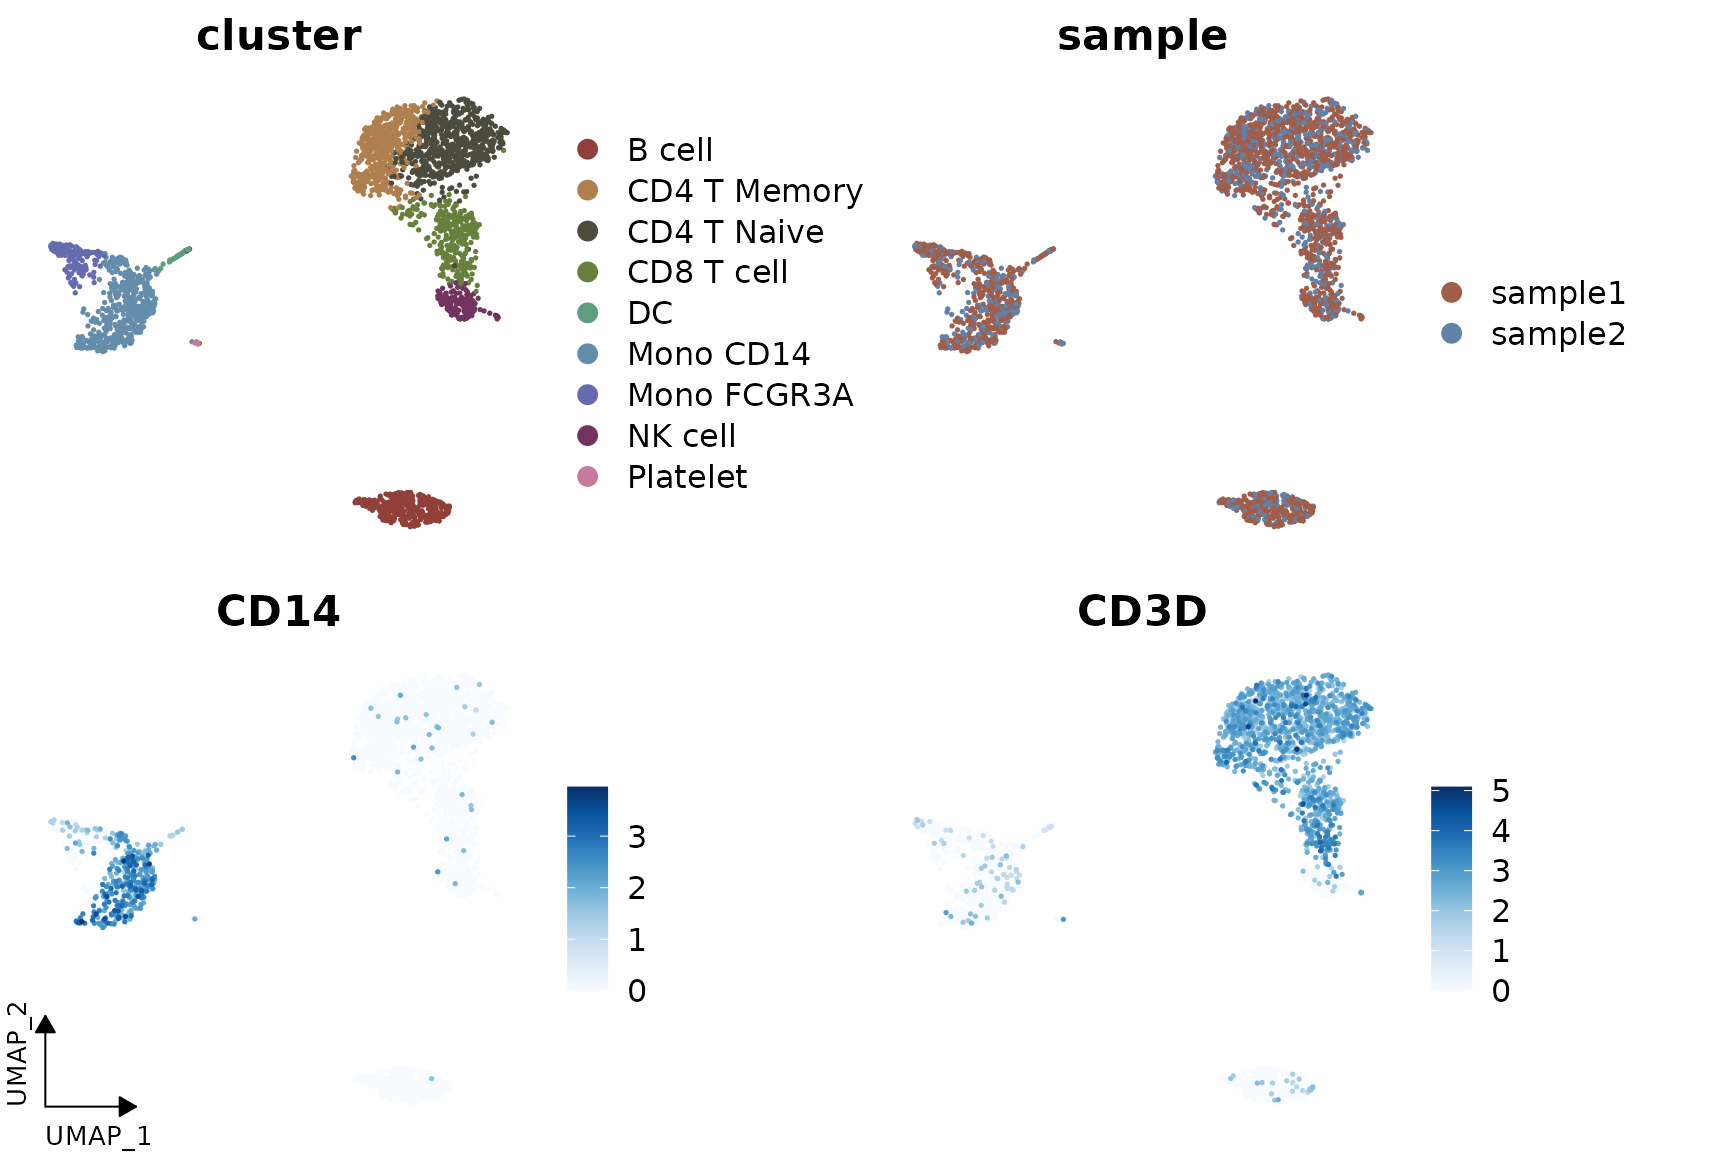 cluster
B cell
CD4 T Memory
CD4 T Naive
CD8 T cell
DC
Mono CD14
Mono FCGR3A
NK cell
Platelet
sample
sample1
sample2
CD14
3
2
1
0
UMAP_2
UMAP_1
CD3D
5
4
3
2
1
0